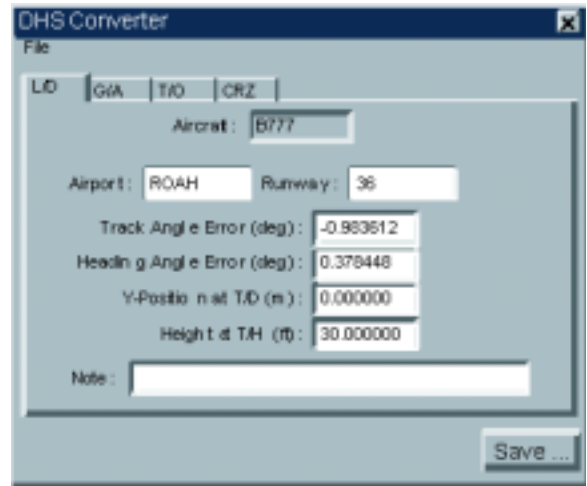 DHS Converter
File
L/D G/A T/O CRZ
Aircraft : B777
Airport : ROAH Runway : 36
Track Angle Error (deg) : -0.983612
Heading Angle Error (deg) : 0.378448
Y-Position at T/D (m) : 0.000000
Height at T/H (ft) : 30.000000
Note :
Save ...